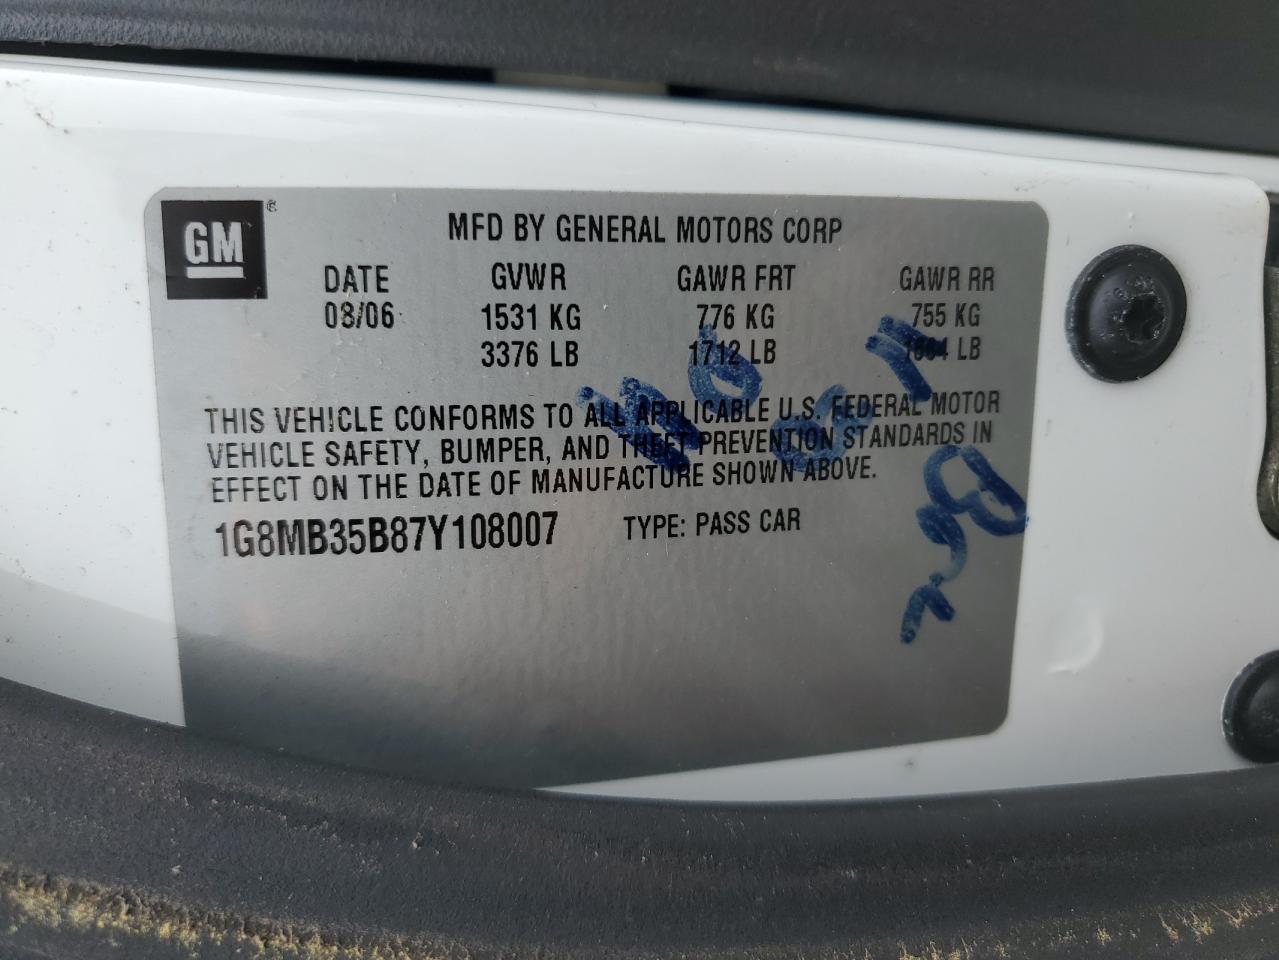 GM®
MFD BY GENERAL MOTORS CORP
DATE GVWR GAWR FRT GAWR RR
08/06 1531 KG 776 KG 755 KG
3376 LB 1712 LB 1664 LB
THIS VEHICLE CONFORMS TO ALL APPLICABLE U.S. FEDERAL MOTOR
VEHICLE SAFETY, BUMPER, AND THEFT PREVENTION STANDARDS IN
EFFECT ON THE DATE OF MANUFACTURE SHOWN ABOVE.
1G8MB35B87Y108007 TYPE: PASS CAR